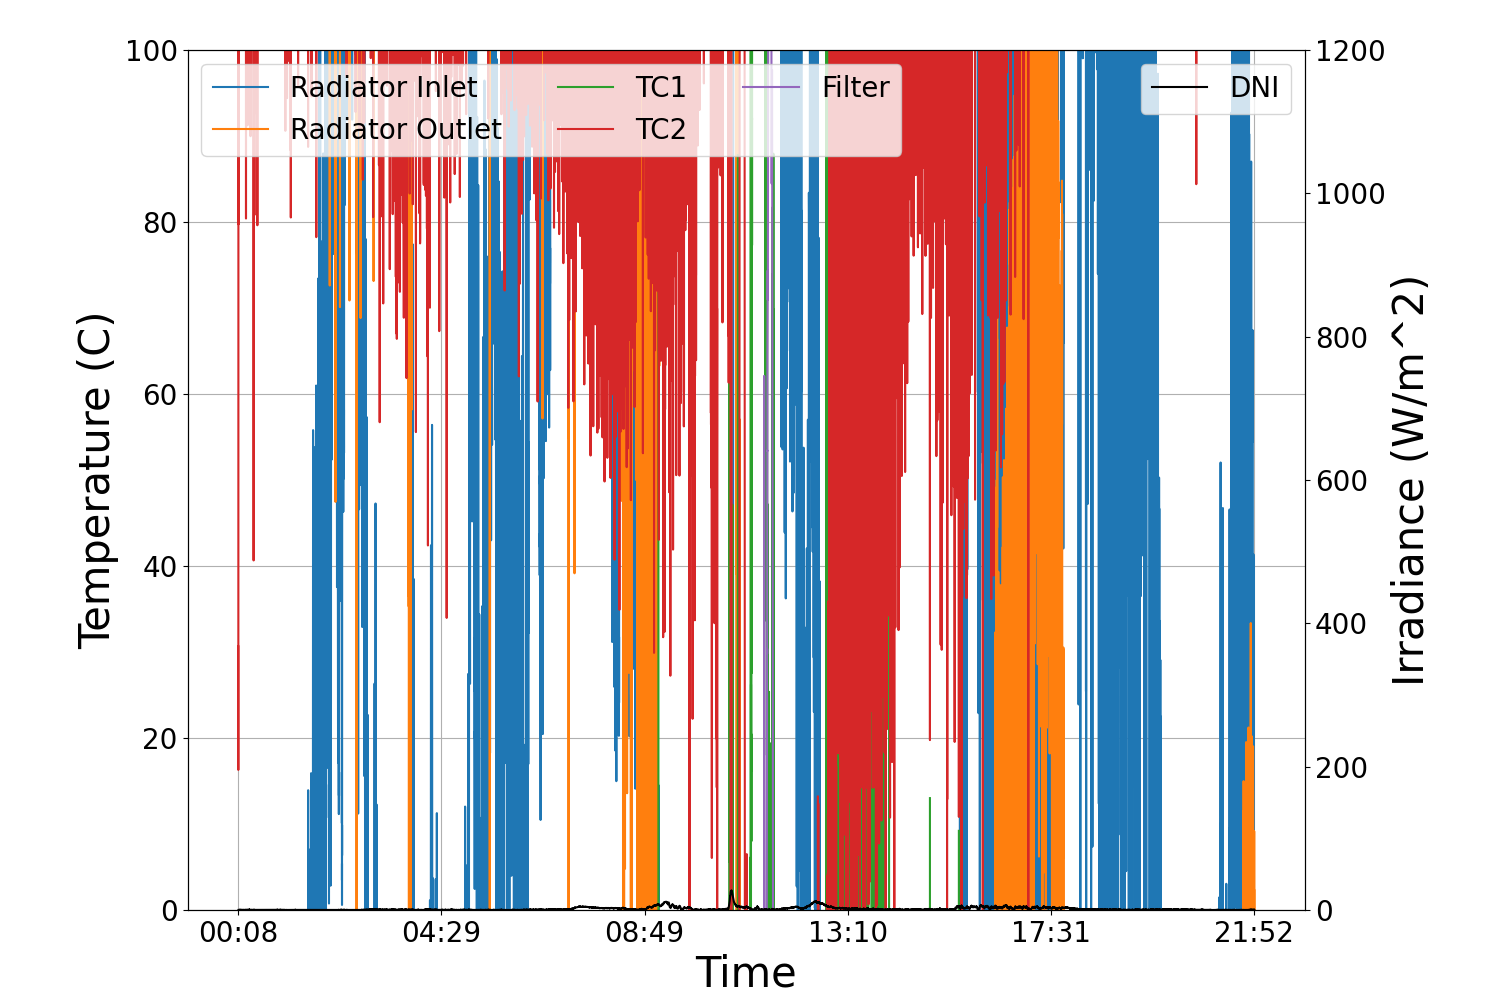 100
80
60
40
20
0
Temperature (C)
Radiator Inlet
Radiator Outlet
TC1
TC2
Filter
DNI
1200
1000
800
600
400
200
0
Irradiance (W/m^2)
00:08 04:29 08:49 13:10 17:31 21:52
Time